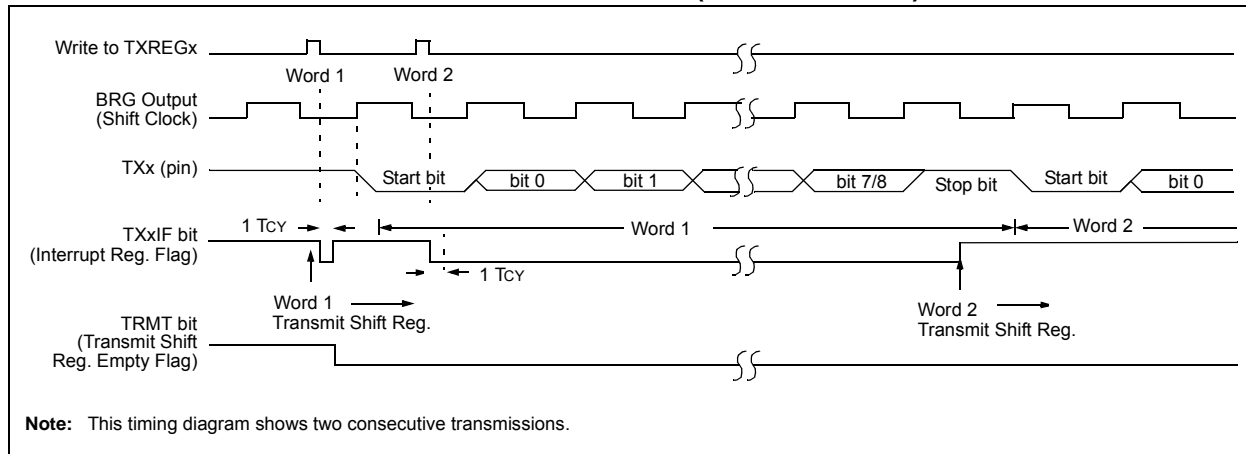 Write to TXREGx
Word 1
Word 2
BRG Output
(Shift Clock)
TXx (pin)
Start bit
bit 0
bit 1
bit 7/8
Stop bit
Start bit
bit 0
1 TCY
Word 1
Word 2
TXxIF bit
(Interrupt Reg. Flag)
1 TCY
Word 1
Transmit Shift Reg.
Word 2
Transmit Shift Reg.
TRMT bit
(Transmit Shift
Reg. Empty Flag)
Note: This timing diagram shows two consecutive transmissions.